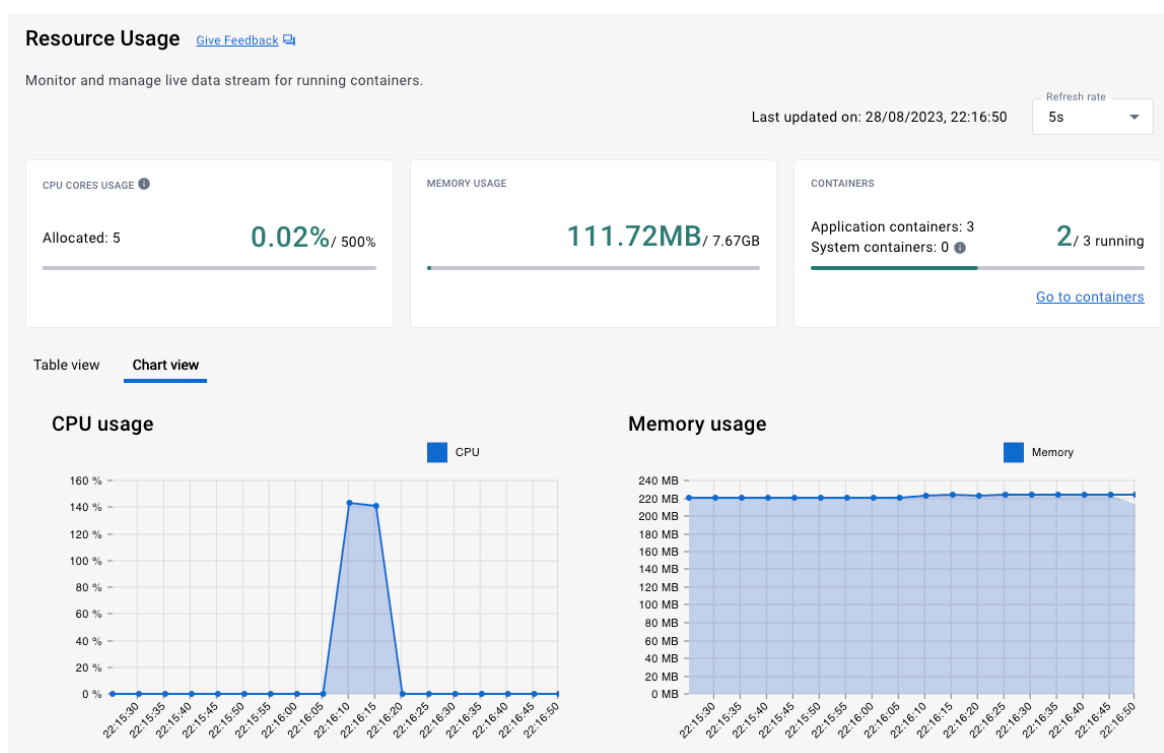 Resource Usage Give Feedback
Monitor and manage live data stream for running containers.
Refresh rate
Last updated on: 28/08/2023, 22:16:50 5s
CPU CORES USAGE
Allocated: 5 0.02% / 500%
MEMORY USAGE
111.72MB / 7.67GB
CONTAINERS
Application containers: 3
System containers: 0
2 / 3 running
Go to containers
Table view Chart view
CPU usage
CPU
160 %
140 %
120 %
100 %
80 %
60 %
40 %
20 %
0 %
22:15:30 22:15:35 22:15:40 22:15:45 22:15:50 22:15:55 22:16:00 22:16:05 22:16:10 22:16:15 22:16:20 22:16:25 22:16:30 22:16:35 22:16:40 22:16:45 22:16:50
Memory usage
Memory
240 MB
220 MB
200 MB
180 MB
160 MB
140 MB
120 MB
100 MB
80 MB
60 MB
40 MB
20 MB
0 MB
22:15:30 22:15:35 22:15:40 22:15:45 22:15:50 22:15:55 22:16:00 22:16:05 22:16:10 22:16:15 22:16:20 22:16:25 22:16:30 22:16:35 22:16:40 22:16:45 22:16:50